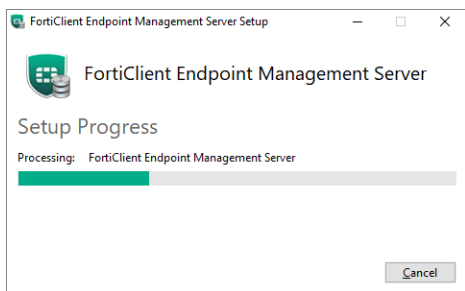 FortiClient Endpoint Management Server Setup
FortiClient Endpoint Management Server
Setup Progress
Processing: FortiClient Endpoint Management Server
Cancel